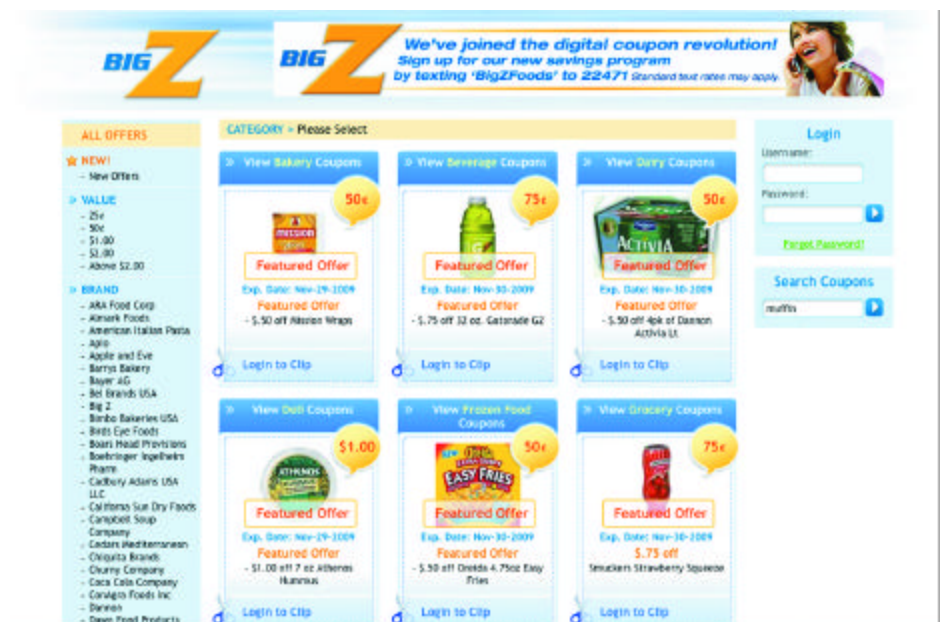 BIG Z
BIG Z
We've joined the digital coupon revolution!
Sign up for our new savings program
by texting 'BigZFoods' to 22471 Standard text rates may apply.
ALL OFFERS
NEW!
- New Offers
» VALUE
- 25¢
- 50¢
- $1.00
- $2.00
- Above $2.00
» BRAND
- ARA Food Corp
- Almark Foods
- American Italian Pasta
- Apio
- Apple and Eve
- Barrys Bakery
- Bayer AG
- Bel Brands USA
- Big Z
- Bimbo Bakeries USA
- Birds Eye Foods
- Boars Head Provisions
- Boehringer Ingelheim
Pharm
- Cadbury Adams USA
LLC
- California Sun Dry Foods
- Campbell Soup
Company
- Cedars Mediterranean
- Chiquita Brands
- Churny Company
- Coca Cola Company
- ConAgra Foods Inc
- Dannon
- Dawn Food Products
CATEGORY » Please Select
» View Bakery Coupons
50¢
mission
Featured Offer
Exp. Date: Nov-29-2009
Featured Offer
- $.50 off Mission Wraps
Login to Clip
» View Beverage Coupons
75¢
G
Featured Offer
Exp. Date: Nov-30-2009
Featured Offer
- $.75 off 32 oz. Gatorade G2
Login to Clip
» View Dairy Coupons
50¢
ACTIVIA
Featured Offer
Exp. Date: Nov-30-2009
Featured Offer
- $.50 off 4pk of Dannon
Activia Lt
Login to Clip
» View Deli Coupons
$1.00
ATHENOS
Featured Offer
Exp. Date: Nov-29-2009
Featured Offer
- $1.00 off 7 oz Athenos
Hummus
Login to Clip
» View Frozen Food
Coupons
50¢
EASY FRIES
Featured Offer
Exp. Date: Nov-30-2009
Featured Offer
- $.50 off Oreida 4.75oz Easy
Fries
Login to Clip
» View Grocery Coupons
75¢
Featured Offer
Exp. Date: Nov-30-2009
$.75 off
Smuckers Strawberry Squeeze
Login to Clip
Login
Username:
Password:
Forgot Password?
Search Coupons
muffin